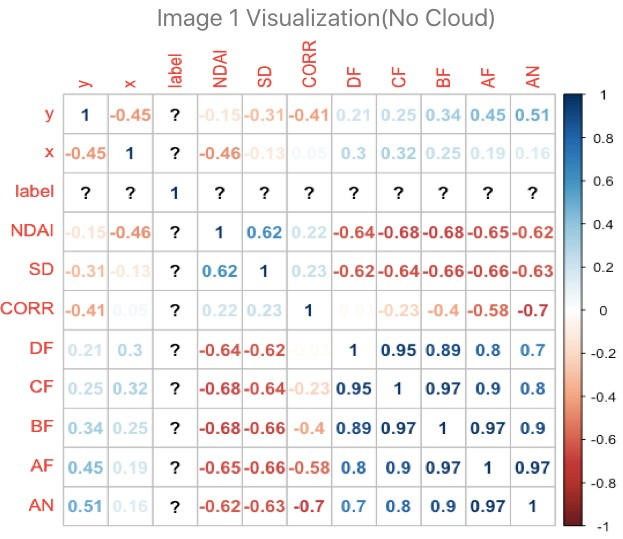 Image 1 Visualization(No Cloud)
y x label NDAI SD CORR DF CF BF AF AN
y 1 -0.45 ? -0.15 -0.31 -0.41 0.21 0.25 0.34 0.45 0.51
x -0.45 1 ? -0.46 -0.13 0.05 0.3 0.32 0.25 0.19 0.16
label ? ? 1 ? ? ? ? ? ? ? ?
NDAI -0.15 -0.46 ? 1 0.62 0.22 -0.64 -0.68 -0.68 -0.65 -0.62
SD -0.31 -0.13 ? 0.62 1 0.23 -0.62 -0.64 -0.66 -0.66 -0.63
CORR -0.41 0.05 ? 0.22 0.23 1 -0.23 -0.4 -0.58 -0.7
DF 0.21 0.3 ? -0.64 -0.62 1 0.95 0.89 0.8 0.7
CF 0.25 0.32 ? -0.68 -0.64 -0.23 0.95 1 0.97 0.9 0.8
BF 0.34 0.25 ? -0.68 -0.66 -0.4 0.89 0.97 1 0.97 0.9
AF 0.45 0.19 ? -0.65 -0.66 -0.58 0.8 0.9 0.97 1 0.97
AN 0.51 0.16 ? -0.62 -0.63 -0.7 0.7 0.8 0.9 0.97 1
1
0.8
0.6
0.4
0.2
0
-0.2
-0.4
-0.6
-0.8
-1